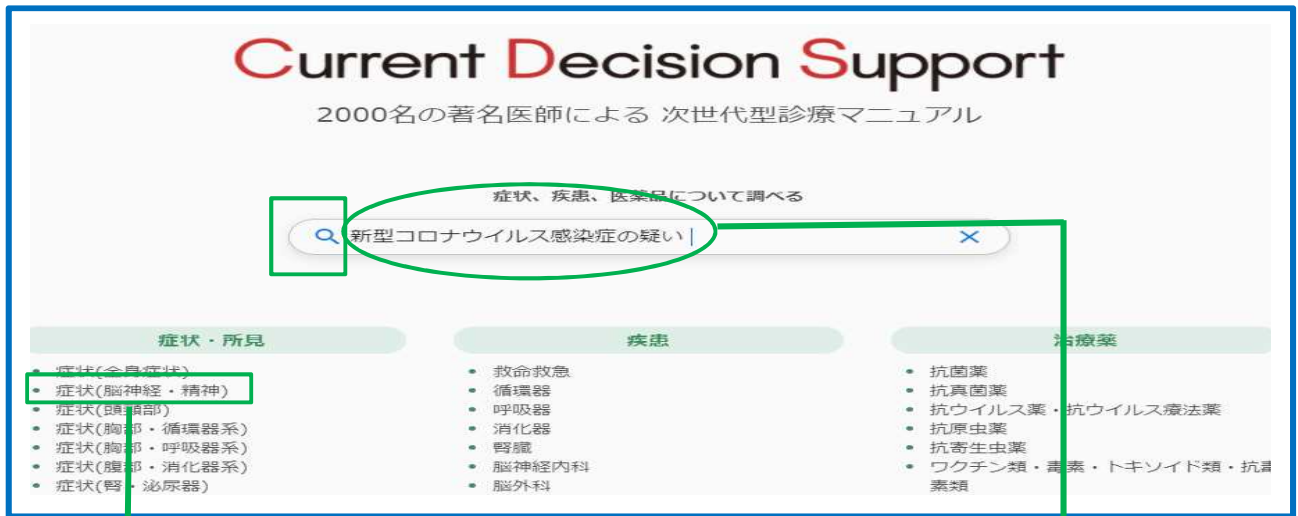 Current Decision Support
2000名の著名医師による 次世代型診療マニュアル
症状、疾患、医薬品について調べる
新型コロナウイルス感染症の疑い
症状・所見
• 症状(全身症状)
• 症状(脳神経・精神)
• 症状(頭頸部)
• 症状(胸部・循環器系)
• 症状(胸部・呼吸器系)
• 症状(腹部・消化器系)
• 症状(腎・泌尿器)
疾患
• 救命救急
• 循環器
• 呼吸器
• 消化器
• 腎臓
• 脳神経内科
• 脳外科
治療薬
• 抗菌薬
• 抗真菌薬
• 抗ウイルス薬・抗ウイルス療法薬
• 抗原虫薬
• 抗寄生虫薬
• ワクチン類・毒素・トキソイド類・抗毒
素類